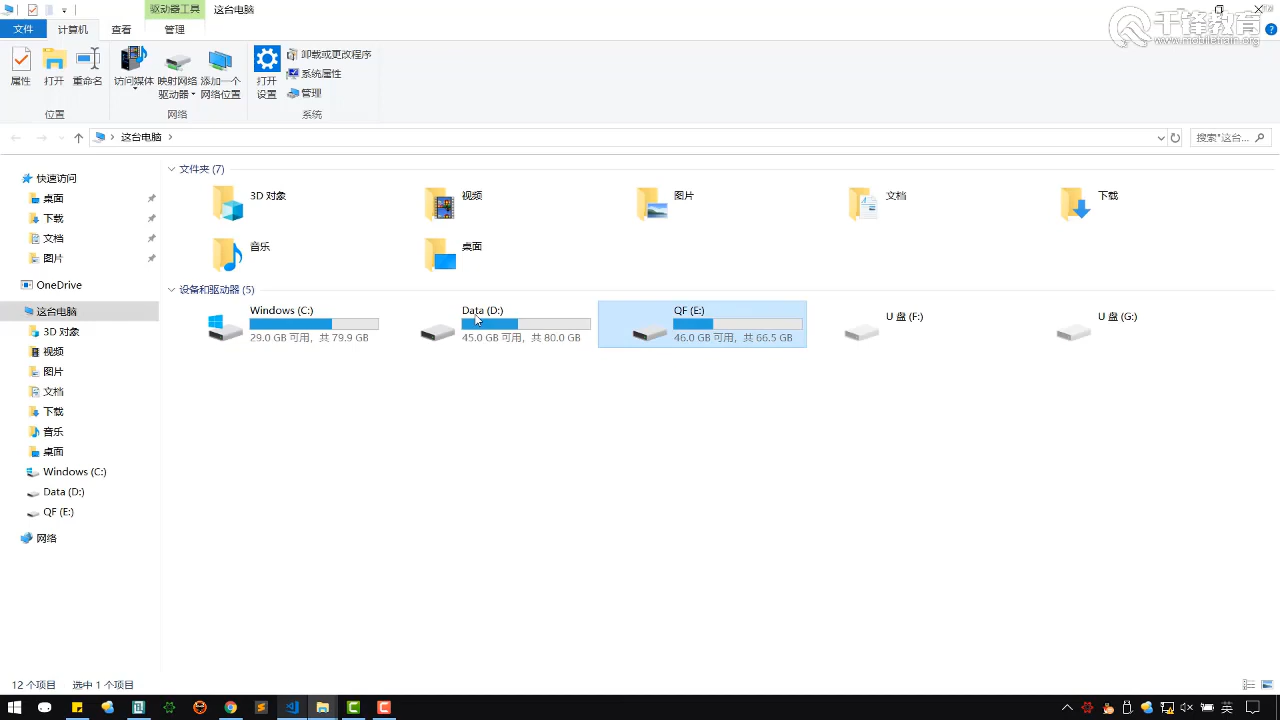 驱动器工具 这台电脑
文件 计算机 查看 管理
千锋教育
www.mobiletrain.org
属性 打开 重命名 访问媒体 映射网络驱动器 添加一个网络位置 打开设置 卸载或更改程序
系统属性
管理
位置 网络 系统
这台电脑
搜索"这台...
快速访问
桌面
下载
文档
图片
OneDrive
这台电脑
3D 对象
视频
图片
文档
下载
音乐
桌面
Windows (C:)
Data (D:)
QF (E:)
网络
文件夹 (7)
3D 对象 视频 图片 文档 下载
音乐 桌面
设备和驱动器 (5)
Windows (C:)
29.0 GB 可用，共 79.9 GB
Data (D:)
45.0 GB 可用，共 80.0 GB
QF (E:)
46.0 GB 可用，共 66.5 GB
U 盘 (F:)
U 盘 (G:)
12 个项目 选中 1 个项目
英